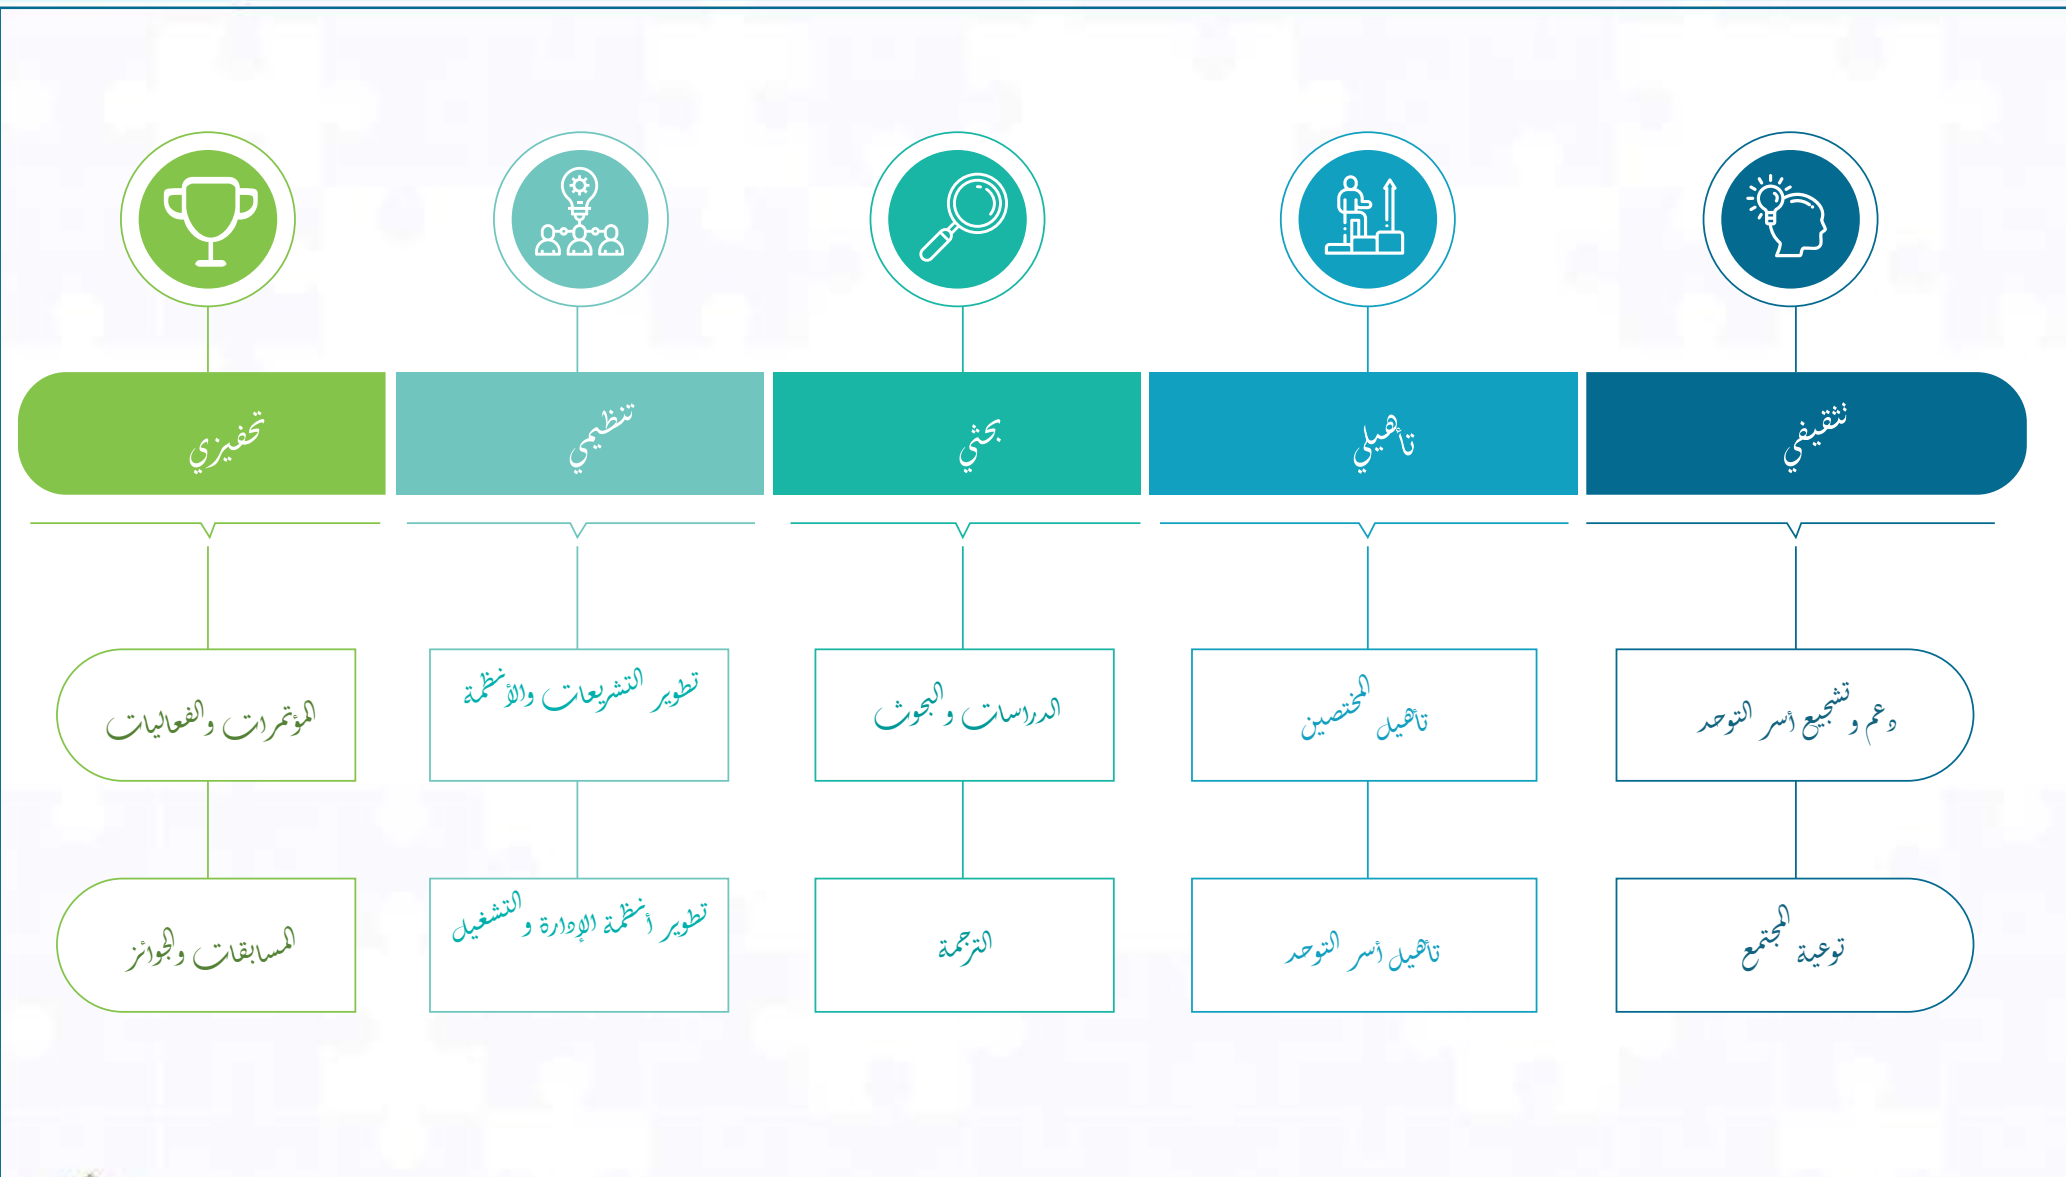 تثقيفي
تأهيلي
بحثي
تنظيمي
تحفيزي
دعم و تشجيع أسر التوحد
تأهيل المختصين
الدراسات والبحوث
تطوير التشريعات والأنظمة
المؤتمرات والفعاليات
توعية المجتمع
تأهيل أسر التوحد
الترجمة
تطوير أنظمة الإدارة و التشغيل
المسابقات والجوائز